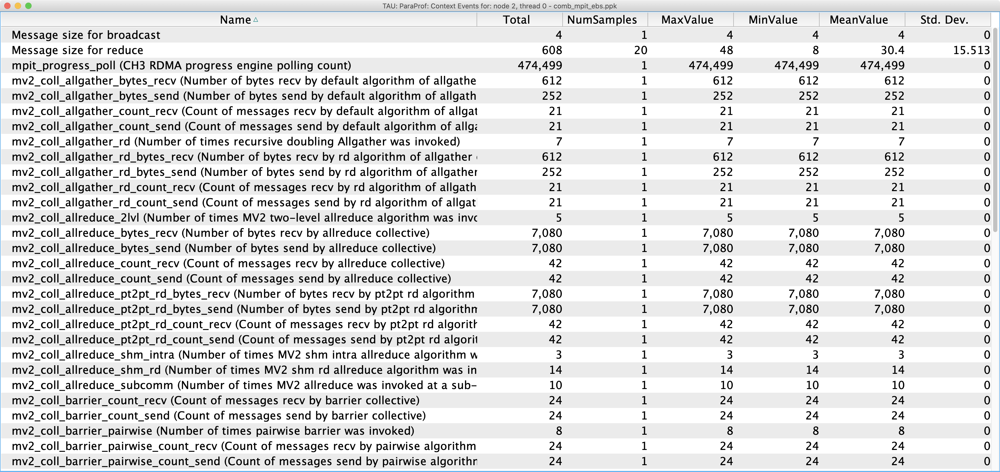 TAU: ParaProf: Context Events for: node 2, thread 0 - comb_mpit_ebs.ppk
Name △ Total NumSamples MaxValue MinValue MeanValue Std. Dev.
Message size for broadcast 4 1 4 4 4 0
Message size for reduce 608 20 48 8 30.4 15.513
mpit_progress_poll (CH3 RDMA progress engine polling count) 474,499 1 474,499 474,499 474,499 0
mv2_coll_allgather_bytes_recv (Number of bytes recv by default algorithm of allgathe 612 1 612 612 612 0
mv2_coll_allgather_bytes_send (Number of bytes send by default algorithm of allgath 252 1 252 252 252 0
mv2_coll_allgather_count_recv (Count of messages recv by default algorithm of allgat 21 1 21 21 21 0
mv2_coll_allgather_count_send (Count of messages send by default algorithm of allga 21 1 21 21 21 0
mv2_coll_allgather_rd (Number of times recursive doubling Allgather was invoked) 7 1 7 7 7 0
mv2_coll_allgather_rd_bytes_recv (Number of bytes recv by rd algorithm of allgather 612 1 612 612 612 0
mv2_coll_allgather_rd_bytes_send (Number of bytes send by rd algorithm of allgather 252 1 252 252 252 0
mv2_coll_allgather_rd_count_recv (Count of messages recv by rd algorithm of allgath 21 1 21 21 21 0
mv2_coll_allgather_rd_count_send (Count of messages send by rd algorithm of allgat 21 1 21 21 21 0
mv2_coll_allreduce_2lvl (Number of times MV2 two-level allreduce algorithm was invo 5 1 5 5 5 0
mv2_coll_allreduce_bytes_recv (Number of bytes recv by allreduce collective) 7,080 1 7,080 7,080 7,080 0
mv2_coll_allreduce_bytes_send (Number of bytes send by allreduce collective) 7,080 1 7,080 7,080 7,080 0
mv2_coll_allreduce_count_recv (Count of messages recv by allreduce collective) 42 1 42 42 42 0
mv2_coll_allreduce_count_send (Count of messages send by allreduce collective) 42 1 42 42 42 0
mv2_coll_allreduce_pt2pt_rd_bytes_recv (Number of bytes recv by pt2pt rd algorithm 7,080 1 7,080 7,080 7,080 0
mv2_coll_allreduce_pt2pt_rd_bytes_send (Number of bytes send by pt2pt rd algorithm 7,080 1 7,080 7,080 7,080 0
mv2_coll_allreduce_pt2pt_rd_count_recv (Count of messages recv by pt2pt rd algorith 42 1 42 42 42 0
mv2_coll_allreduce_pt2pt_rd_count_send (Count of messages send by pt2pt rd algorit 42 1 42 42 42 0
mv2_coll_allreduce_shm_intra (Number of times MV2 shm intra allreduce algorithm w 3 1 3 3 3 0
mv2_coll_allreduce_shm_rd (Number of times MV2 shm rd allreduce algorithm was in 14 1 14 14 14 0
mv2_coll_allreduce_subcomm (Number of times MV2 allreduce was invoked at a sub- 10 1 10 10 10 0
mv2_coll_barrier_count_recv (Count of messages recv by barrier collective) 24 1 24 24 24 0
mv2_coll_barrier_count_send (Count of messages send by barrier collective) 24 1 24 24 24 0
mv2_coll_barrier_pairwise (Number of times pairwise barrier was invoked) 8 1 8 8 8 0
mv2_coll_barrier_pairwise_count_recv (Count of messages recv by pairwise algorithm 24 1 24 24 24 0
mv2_coll_barrier_pairwise_count_send (Count of messages send by pairwise algorithm 24 1 24 24 24 0